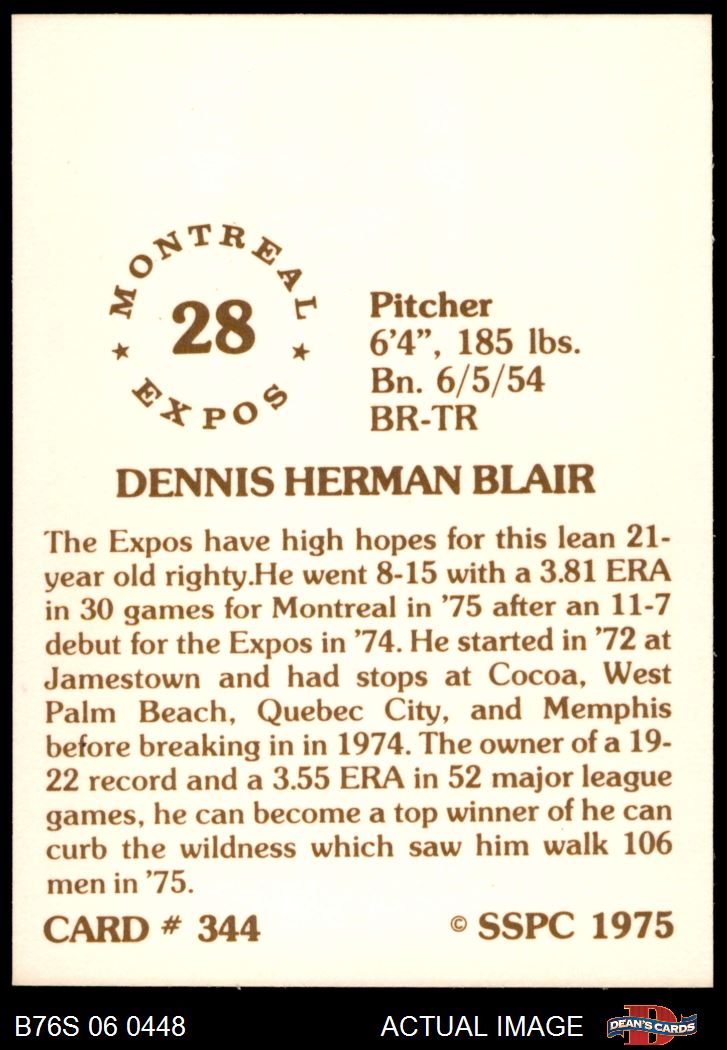 MONTREAL
28
EXPOS
Pitcher
6'4", 185 lbs.
Bn. 6/5/54
BR-TR
DENNIS HERMAN BLAIR
The Expos have high hopes for this lean 21-
year old righty.He went 8-15 with a 3.81 ERA
in 30 games for Montreal in '75 after an 11-7
debut for the Expos in '74. He started in '72 at
Jamestown and had stops at Cocoa, West
Palm Beach, Quebec City, and Memphis
before breaking in in 1974. The owner of a 19-
22 record and a 3.55 ERA in 52 major league
games, he can become a top winner of he can
curb the wildness which saw him walk 106
men in '75.
CARD # 344 © SSPC 1975
B76S 06 0448 ACTUAL IMAGE D DEAN'S CARDS